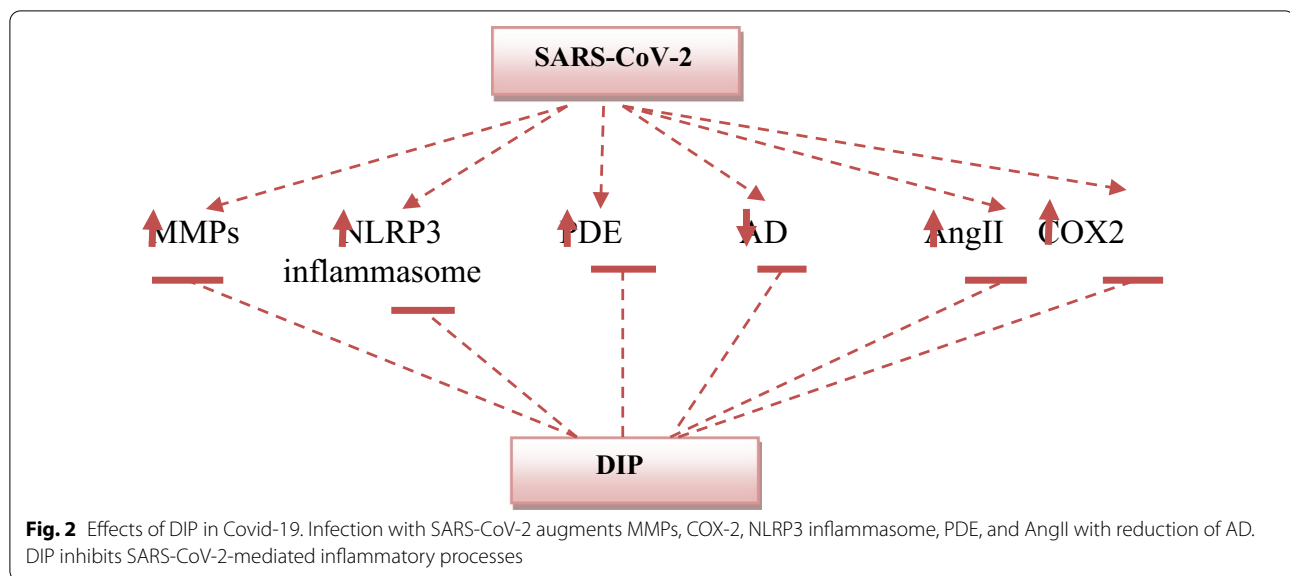 SARS-CoV-2
MMPs NLRP3 PDE AD AngII COX2
inflammasome
DIP
Fig. 2 Effects of DIP in Covid-19. Infection with SARS-CoV-2 augments MMPs, COX-2, NLRP3 inflammasome, PDE, and AngII with reduction of AD.
DIP inhibits SARS-CoV-2-mediated inflammatory processes